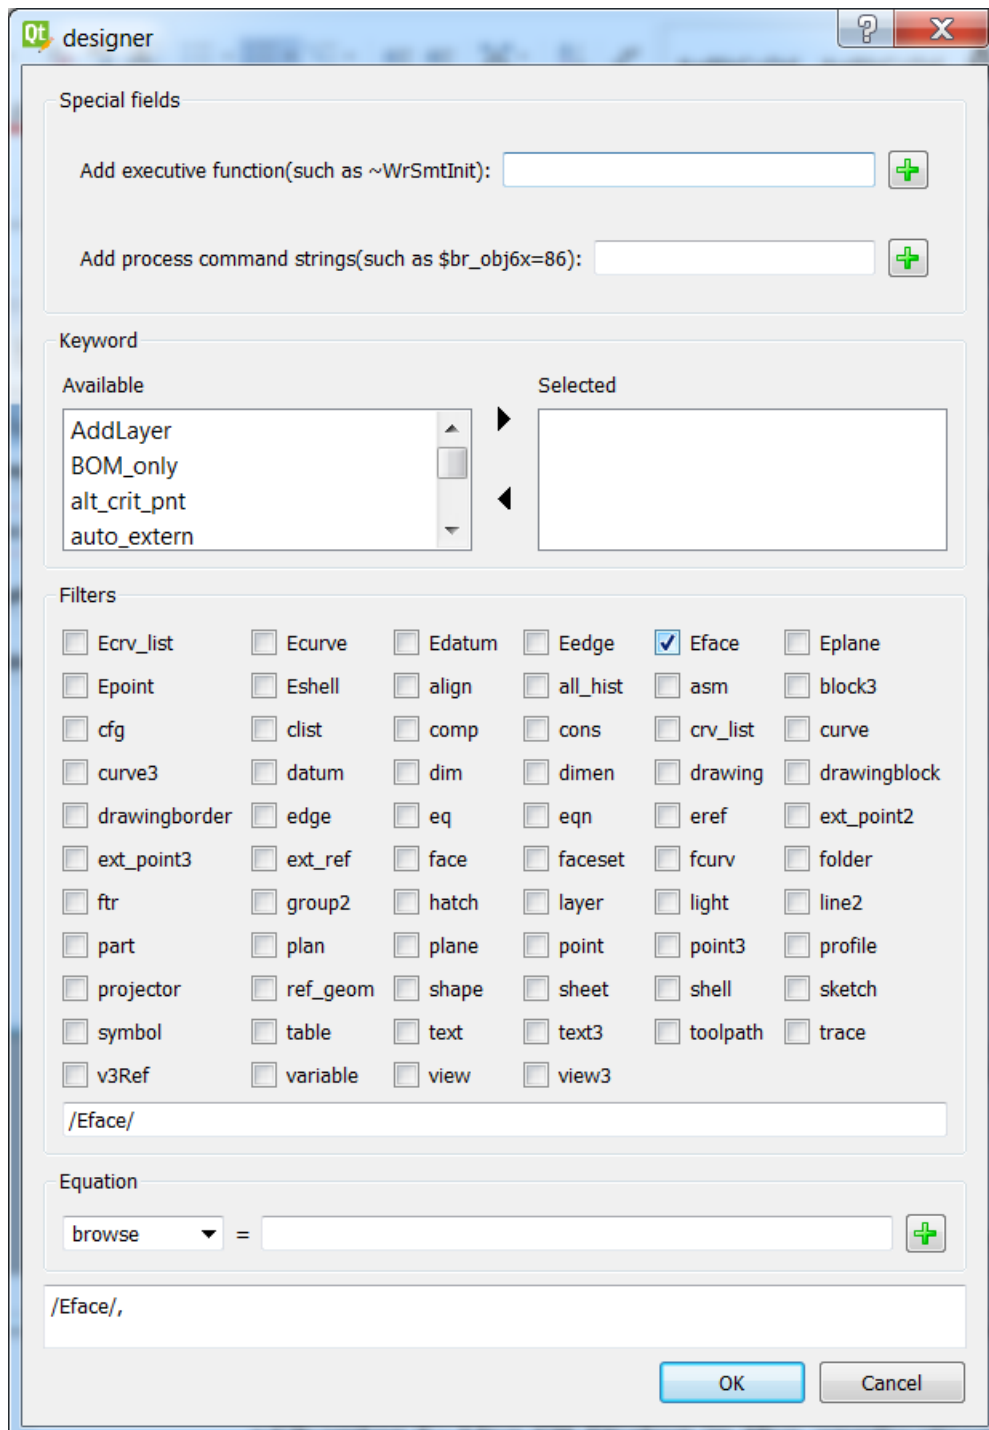 Qt designer
Special fields
Add executive function(such as ~WrSmtInit):
Add process command strings(such as $br_obj6x=86):
Keyword
Available Selected
AddLayer
BOM_only
alt_crit_pnt
auto_extern
Filters
Ecrv_list Ecurve Edatum Eedge Eface Eplane
Epoint Eshell align all_hist asm block3
cfg clist comp cons crv_list curve
curve3 datum dim dimen drawing drawingblock
drawingborder edge eq eqn eref ext_point2
ext_point3 ext_ref face faceset fcurv folder
ftr group2 hatch layer light line2
part plan plane point point3 profile
projector ref_geom shape sheet shell sketch
symbol table text text3 toolpath trace
v3Ref variable view view3
/Eface/
Equation
browse =
/Eface/,
OK Cancel